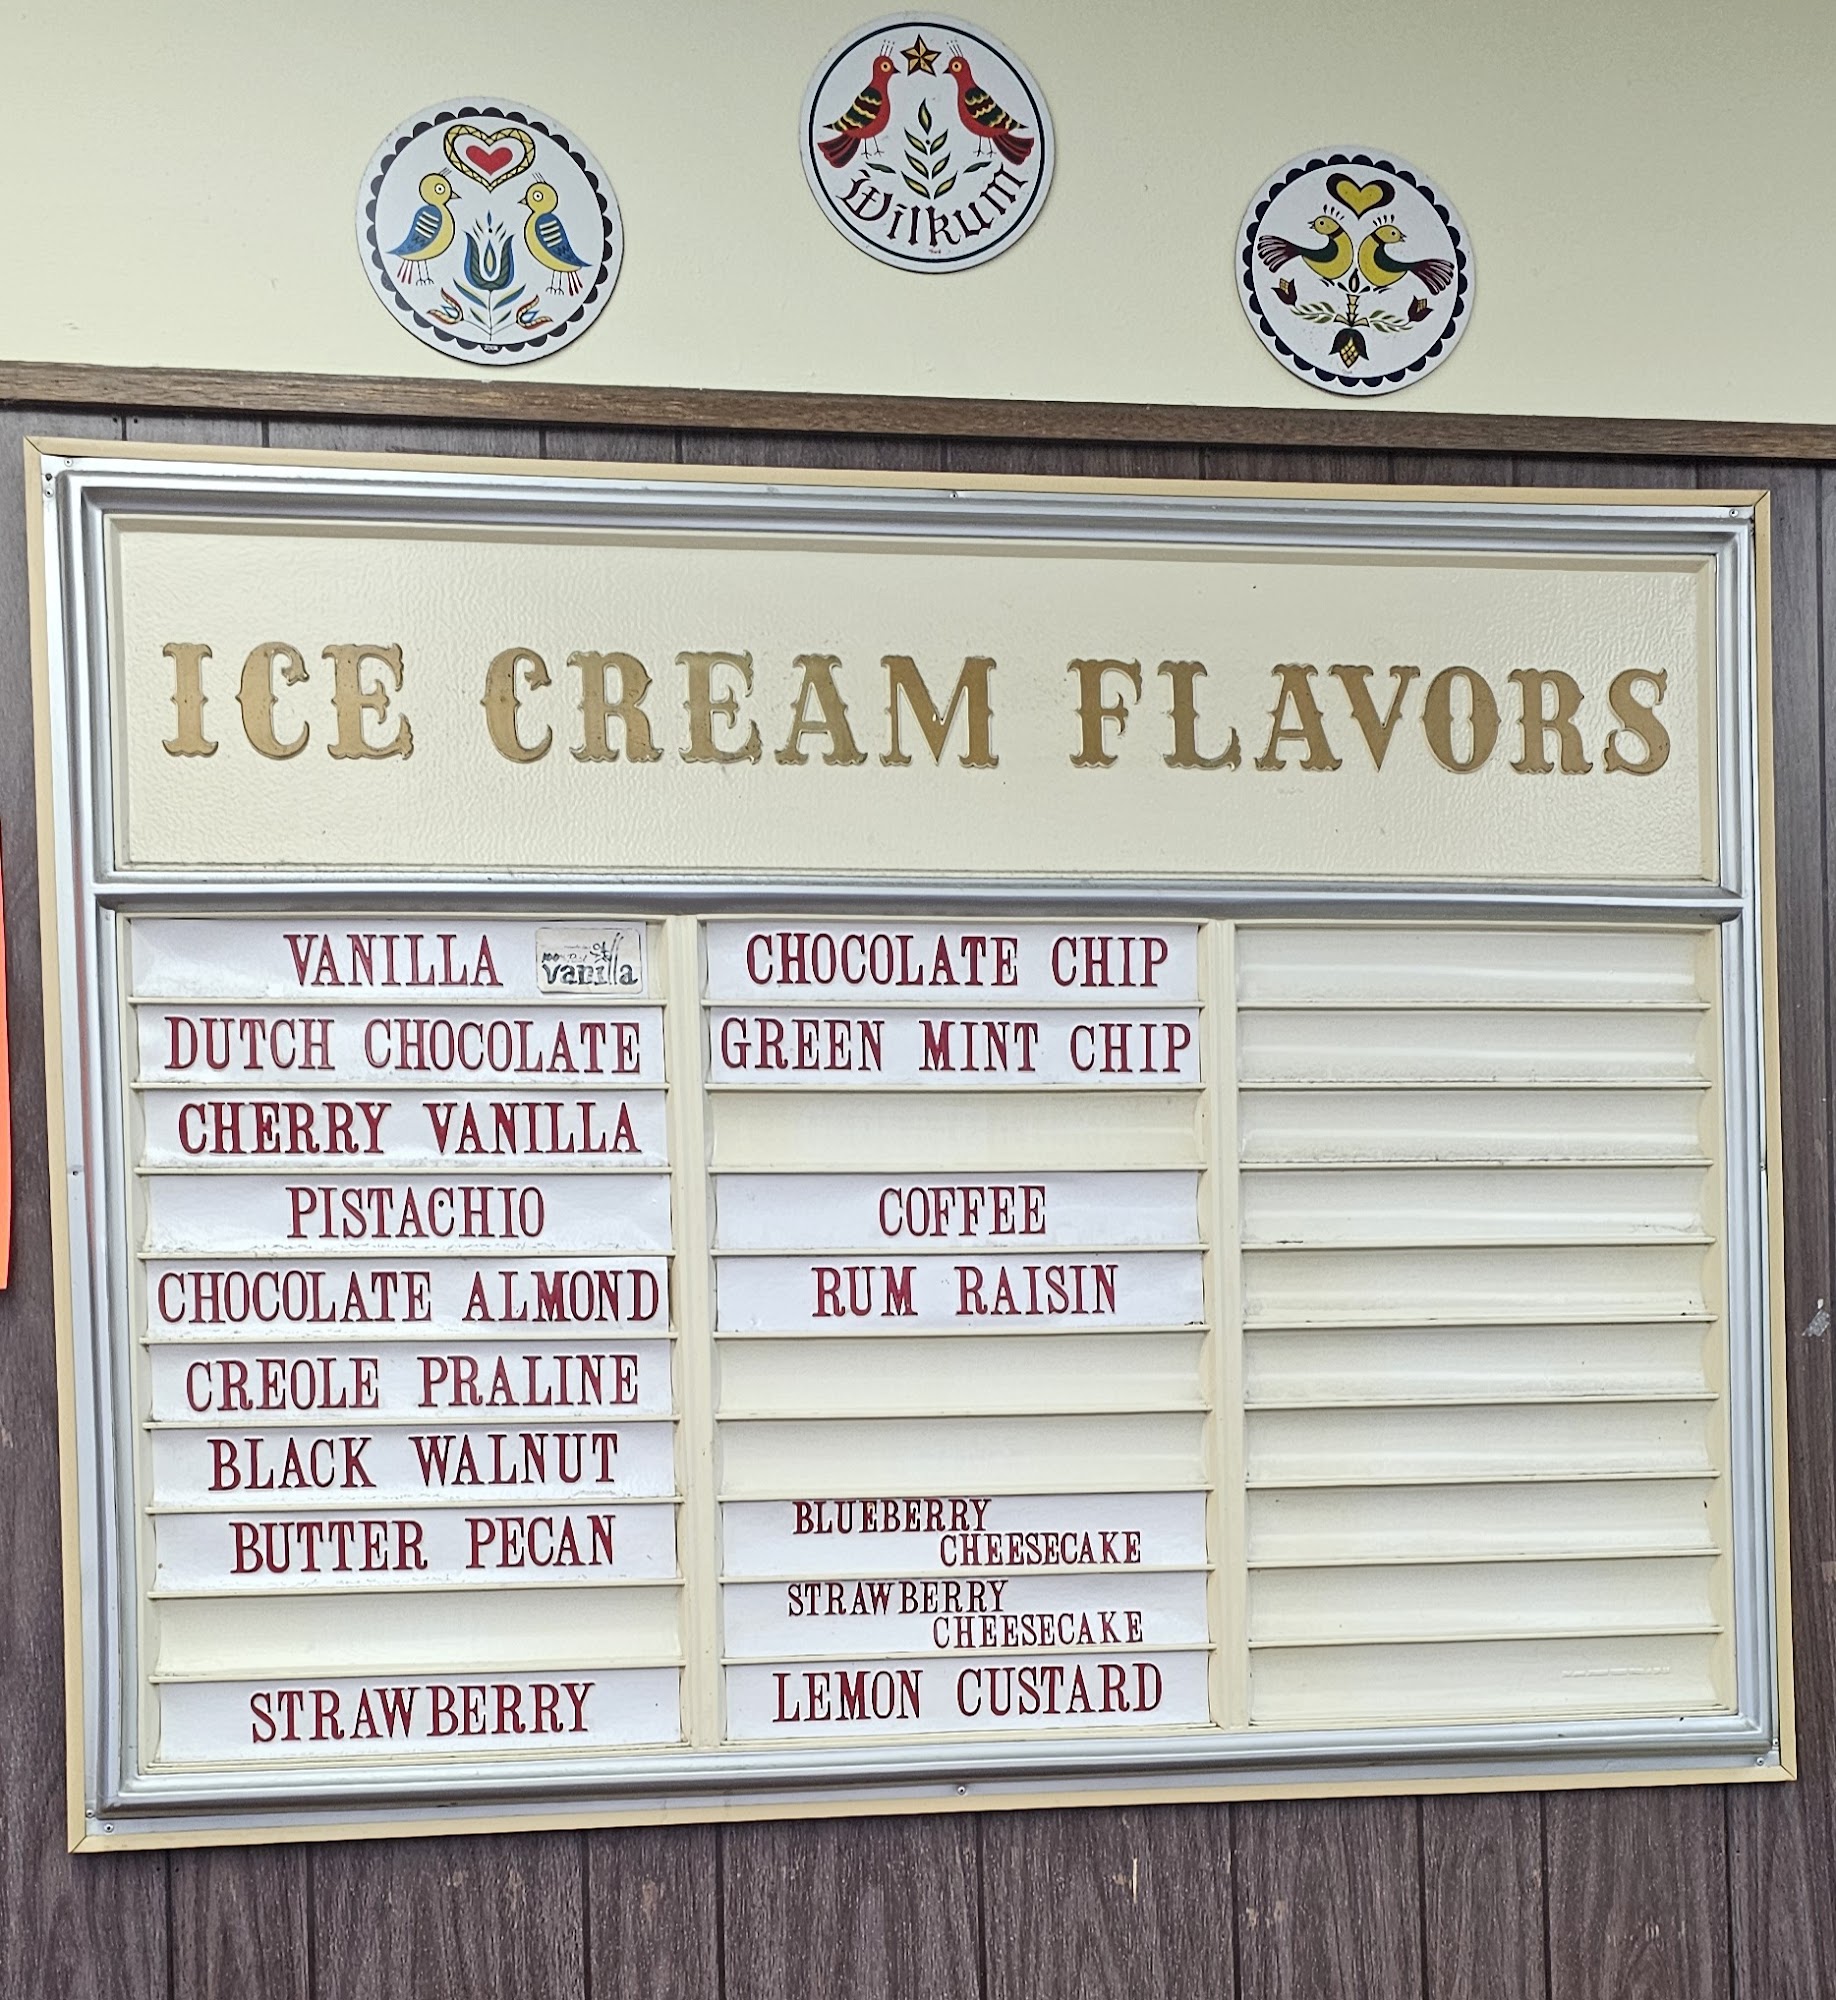 Wilkum
ICE CREAM FLAVORS
VANILLA
vanilla
DUTCH CHOCOLATE
CHERRY VANILLA
PISTACHIO
CHOCOLATE ALMOND
CREOLE PRALINE
BLACK WALNUT
BUTTER PECAN
STRAWBERRY
CHOCOLATE CHIP
GREEN MINT CHIP
COFFEE
RUM RAISIN
BLUEBERRY
CHEESECAKE
STRAWBERRY
CHEESECAKE
LEMON CUSTARD